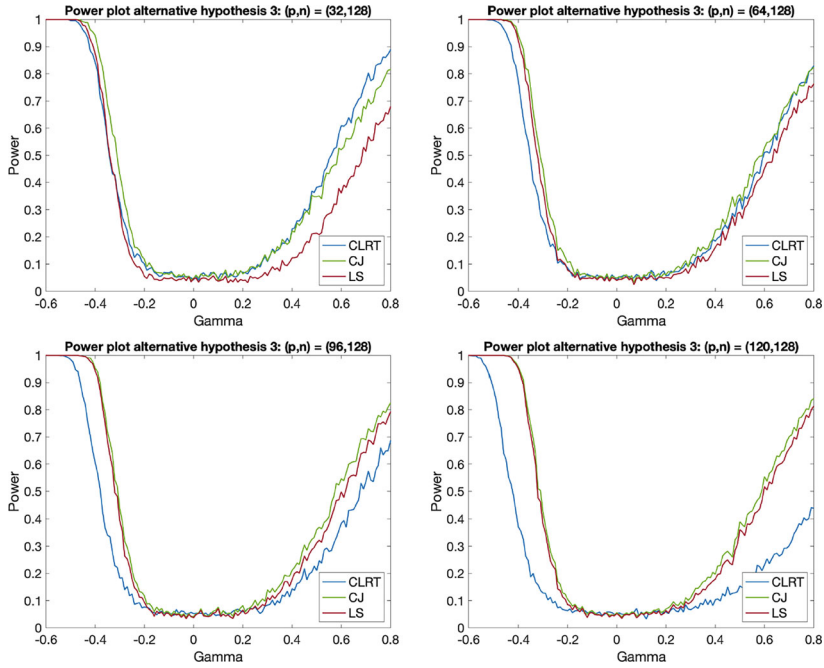 Power plot alternative hypothesis 3: (p,n) = (32,128)
1
0.9
0.8
0.7
0.6
0.5
0.4
0.3
0.2
0.1
0
Power
-0.6 -0.4 -0.2 0 0.2 0.4 0.6 0.8
Gamma
CLRT
CJ
LS
Power plot alternative hypothesis 3: (p,n) = (64,128)
1
0.9
0.8
0.7
0.6
0.5
0.4
0.3
0.2
0.1
0
Power
-0.6 -0.4 -0.2 0 0.2 0.4 0.6 0.8
Gamma
CLRT
CJ
LS
Power plot alternative hypothesis 3: (p,n) = (96,128)
1
0.9
0.8
0.7
0.6
0.5
0.4
0.3
0.2
0.1
0
Power
-0.6 -0.4 -0.2 0 0.2 0.4 0.6 0.8
Gamma
CLRT
CJ
LS
Power plot alternative hypothesis 3: (p,n) = (120,128)
1
0.9
0.8
0.7
0.6
0.5
0.4
0.3
0.2
0.1
0
Power
-0.6 -0.4 -0.2 0 0.2 0.4 0.6 0.8
Gamma
CLRT
CJ
LS